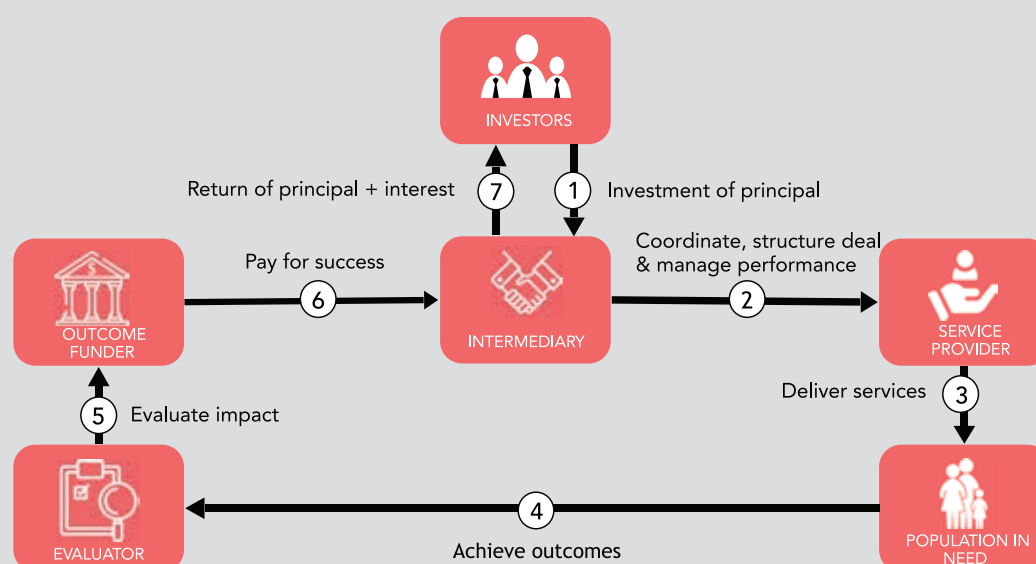 INVESTORS
Return of principal + interest
7
1
Investment of principal
Coordinate, structure deal
& manage performance
Pay for success
6
2
$
OUTCOME
FUNDER
INTERMEDIARY
SERVICE
PROVIDER
5
Evaluate impact
Deliver services
3
4
Achieve outcomes
EVALUATOR
POPULATION IN
NEED